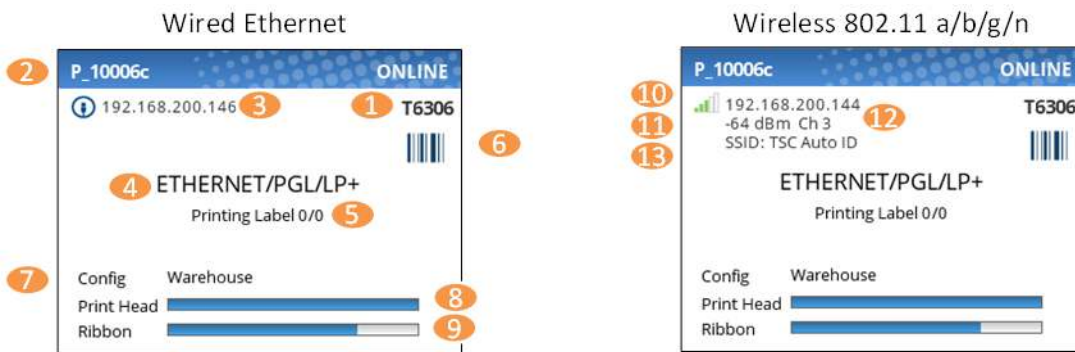 Wired Ethernet
2 P_10006c ONLINE
192.168.200.146 3 1 T6306
6
4 ETHERNET/PGL/LP+
Printing Label 0/0 5
7 Config Warehouse
Print Head 8
Ribbon 9
Wireless 802.11 a/b/g/n
P_10006c ONLINE
10 192.168.200.144 T6306
11 -64 dBm Ch 3 12
13 SSID: TSC Auto ID
ETHERNET/PGL/LP+
Printing Label 0/0
Config Warehouse
Print Head
Ribbon